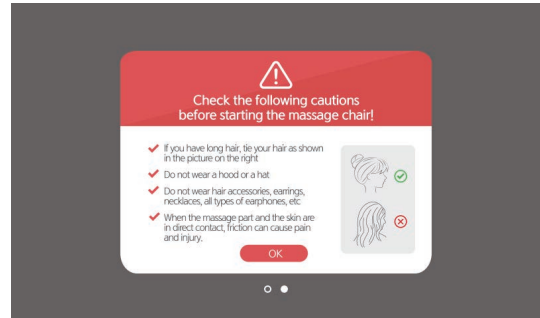 Check the following cautions
before starting the massage chair!
If you have long hair, tie your hair as shown
in the picture on the right
Do not wear a hood or a hat
Do not wear hair accessories, earrings,
necklaces, all types of earphones, etc
When the massage part and the skin are
in direct contact, friction can cause pain
and injury.
OK